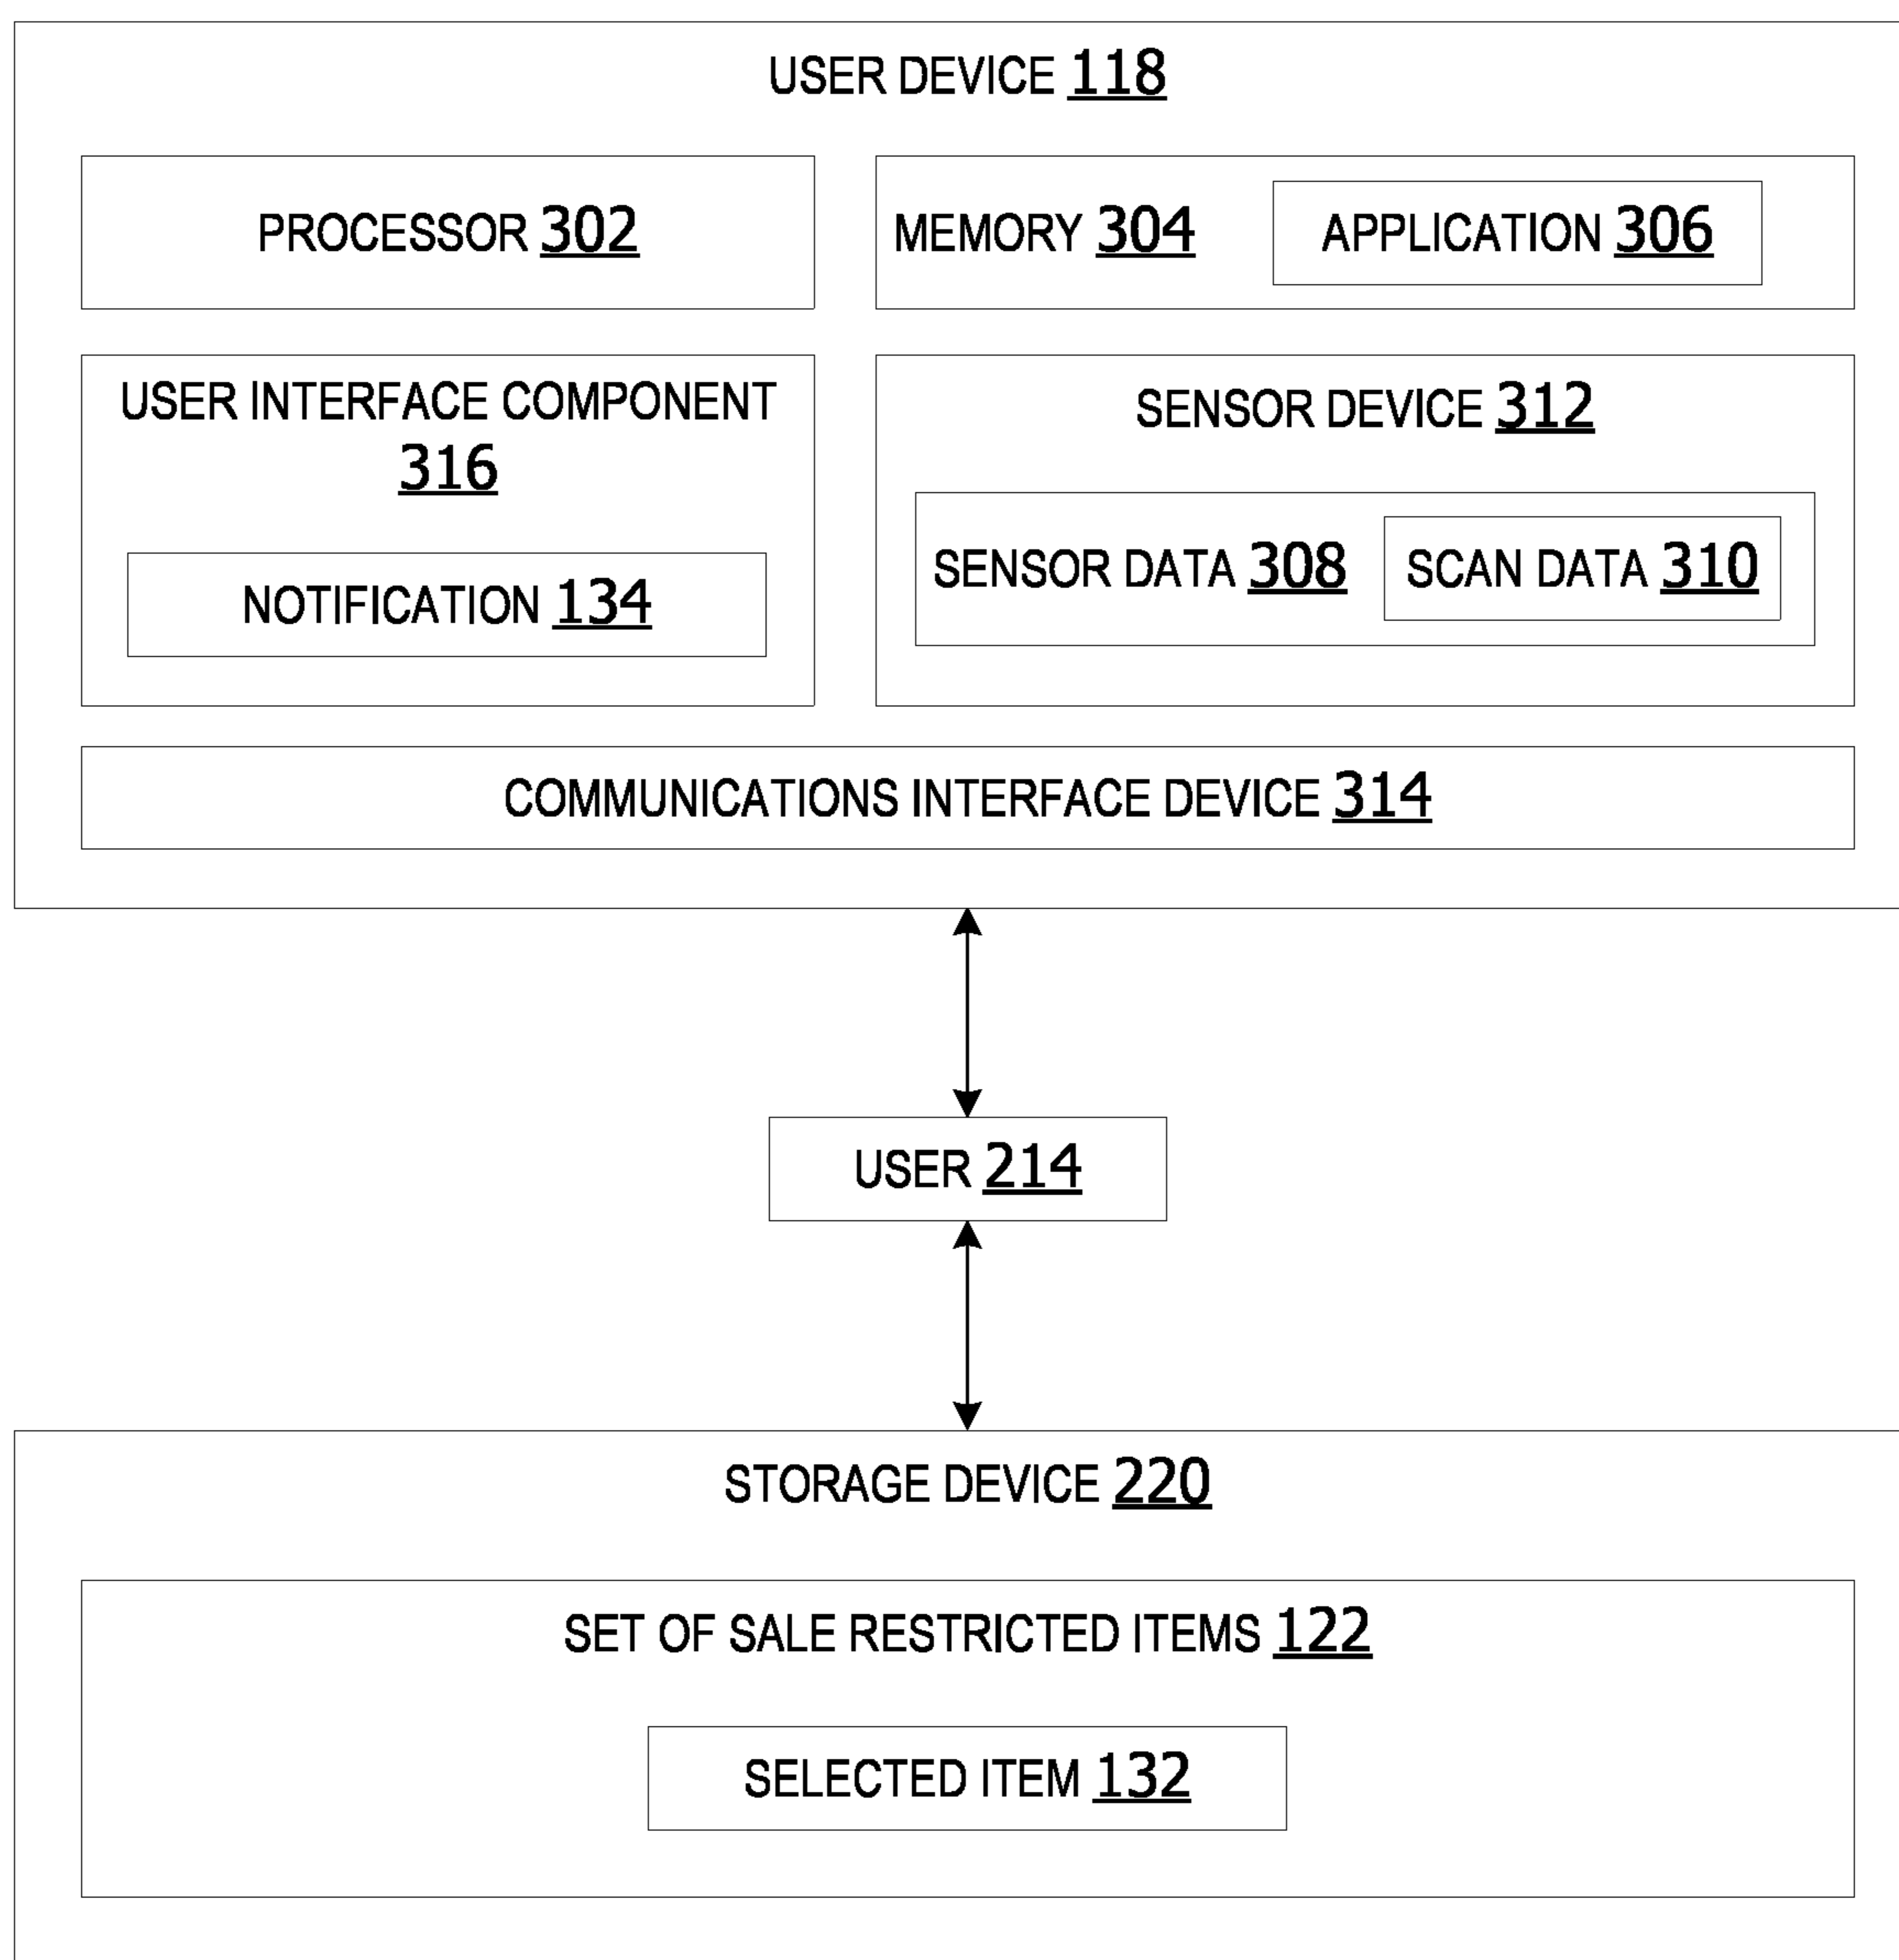 USER DEVICE 118
PROCESSOR 302
MEMORY 304
APPLICATION 306
USER INTERFACE COMPONENT
316
NOTIFICATION 134
SENSOR DEVICE 312
SENSOR DATA 308
SCAN DATA 310
COMMUNICATIONS INTERFACE DEVICE 314
USER 214
STORAGE DEVICE 220
SET OF SALE RESTRICTED ITEMS 122
SELECTED ITEM 132